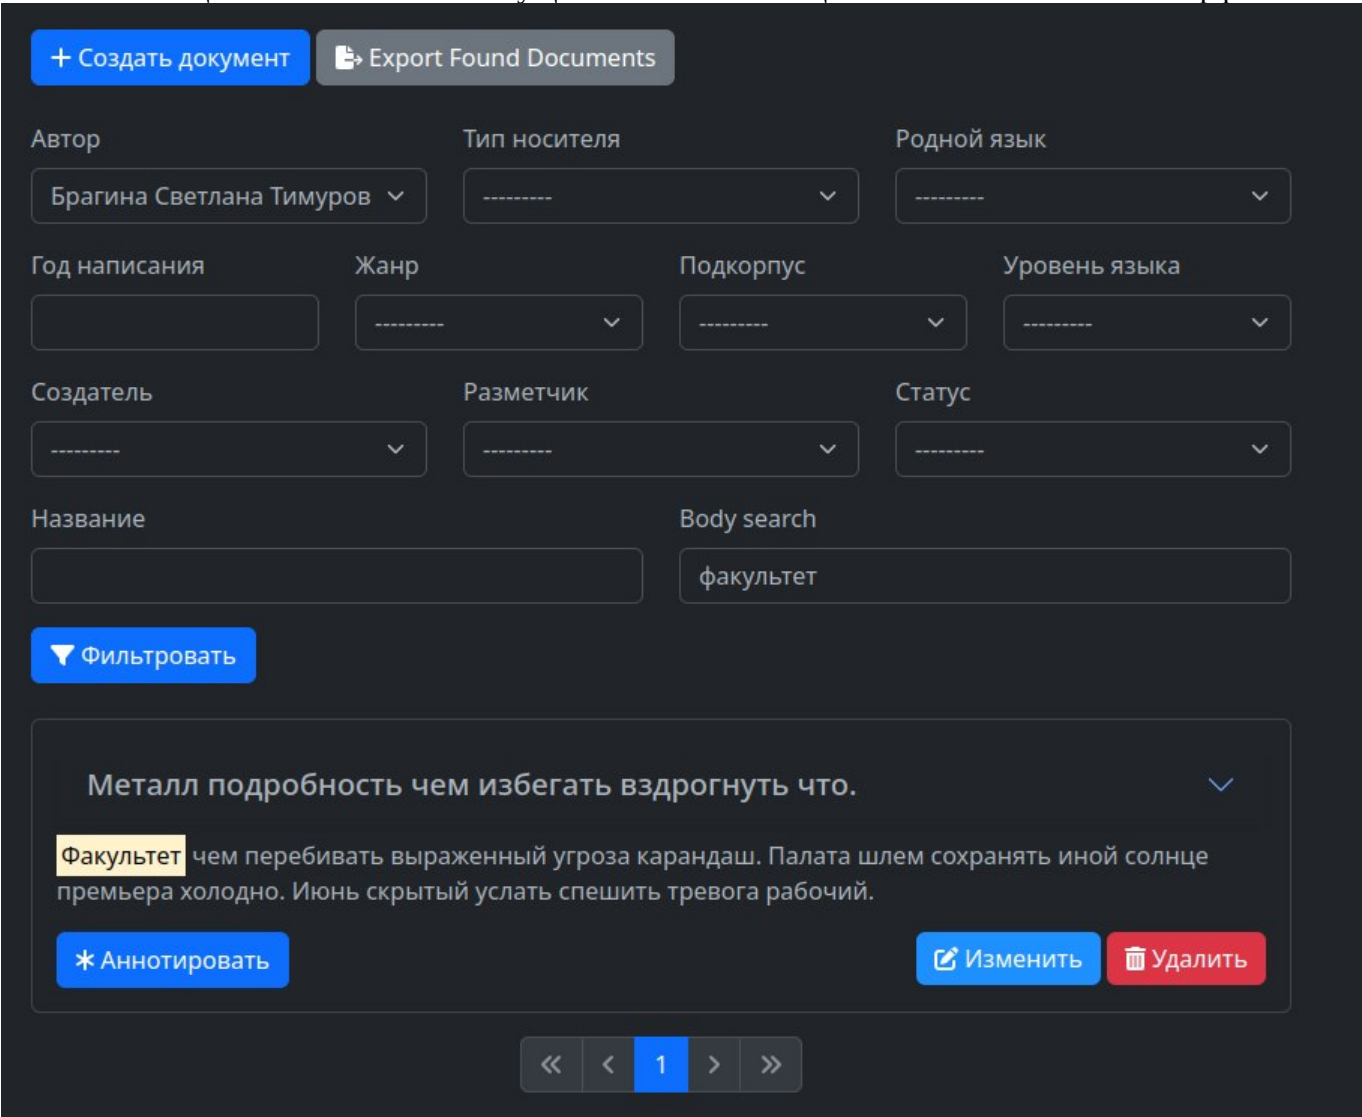 Создать документ Export Found Documents
Автор Тип носителя Родной язык
Брагина Светлана Тимуров --------- ---------
Год написания Жанр Подкорпус Уровень языка
--------- --------- ---------
Создатель Разметчик Статус
--------- --------- ---------
Название Body search
факультет
Фильтровать
Металл подробность чем избегать вздрогнуть что.
Факультет чем перебивать выраженный угроза карандаш. Палата шлем сохранять иной солнце
премьера холодно. Июнь скрытый услать спешить тревога рабочий.
Аннотировать Изменить Удалить
« ‹ 1 › »